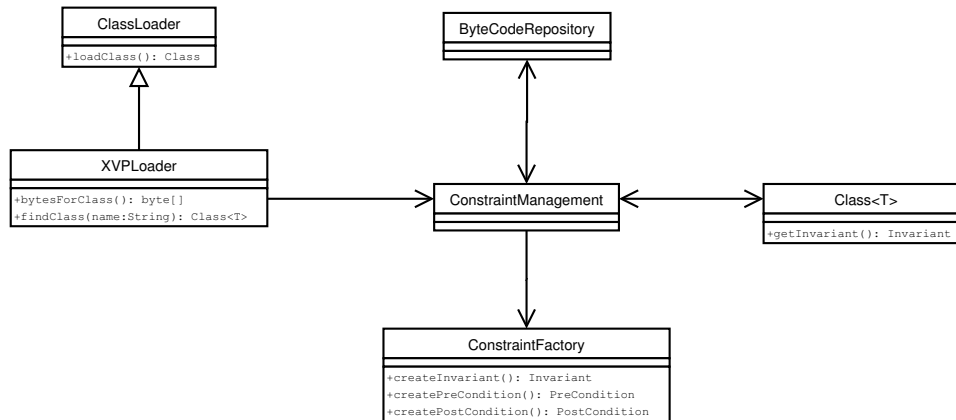 ClassLoader
+loadClass(): Class
ByteCodeRepository
XVPLoader
+bytesForClass(): byte[]
+findClass(name:String): Class<T>
ConstraintManagement
Class<T>
+getInvariant(): Invariant
ConstraintFactory
+createInvariant(): Invariant
+createPreCondition(): PreCondition
+createPostCondition(): PostCondition